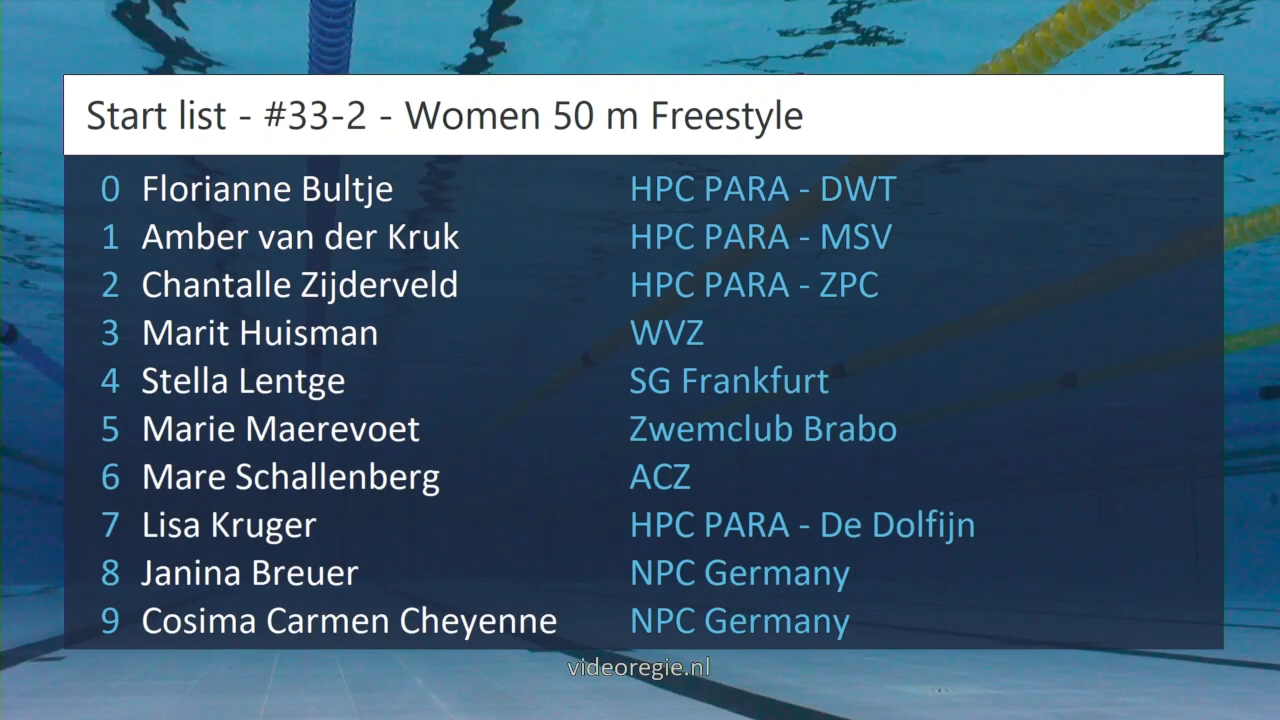 Start list - #33-2 - Women 50 m Freestyle
0 Florianne Bultje HPC PARA - DWT
1 Amber van der Kruk HPC PARA - MSV
2 Chantalle Zijderveld HPC PARA - ZPC
3 Marit Huisman WVZ
4 Stella Lentge SG Frankfurt
5 Marie Maerevoet Zwemclub Brabo
6 Mare Schallenberg ACZ
7 Lisa Kruger HPC PARA - De Dolfijn
8 Janina Breuer NPC Germany
9 Cosima Carmen Cheyenne NPC Germany
videoregie.nl